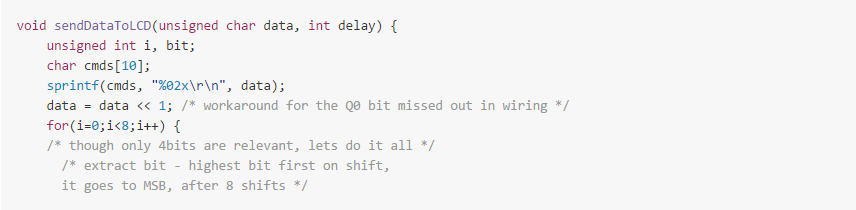 void sendDataToLCD(unsigned char data, int delay) {
    unsigned int i, bit;
    char cmds[10];
    sprintf(cmds, "%02x\r\n", data);
    data = data << 1; /* workaround for the Q0 bit missed out in wiring */
    for(i=0;i<8;i++) {
    /* though only 4bits are relevant, lets do it all */
      /* extract bit - highest bit first on shift,
      it goes to MSB, after 8 shifts */